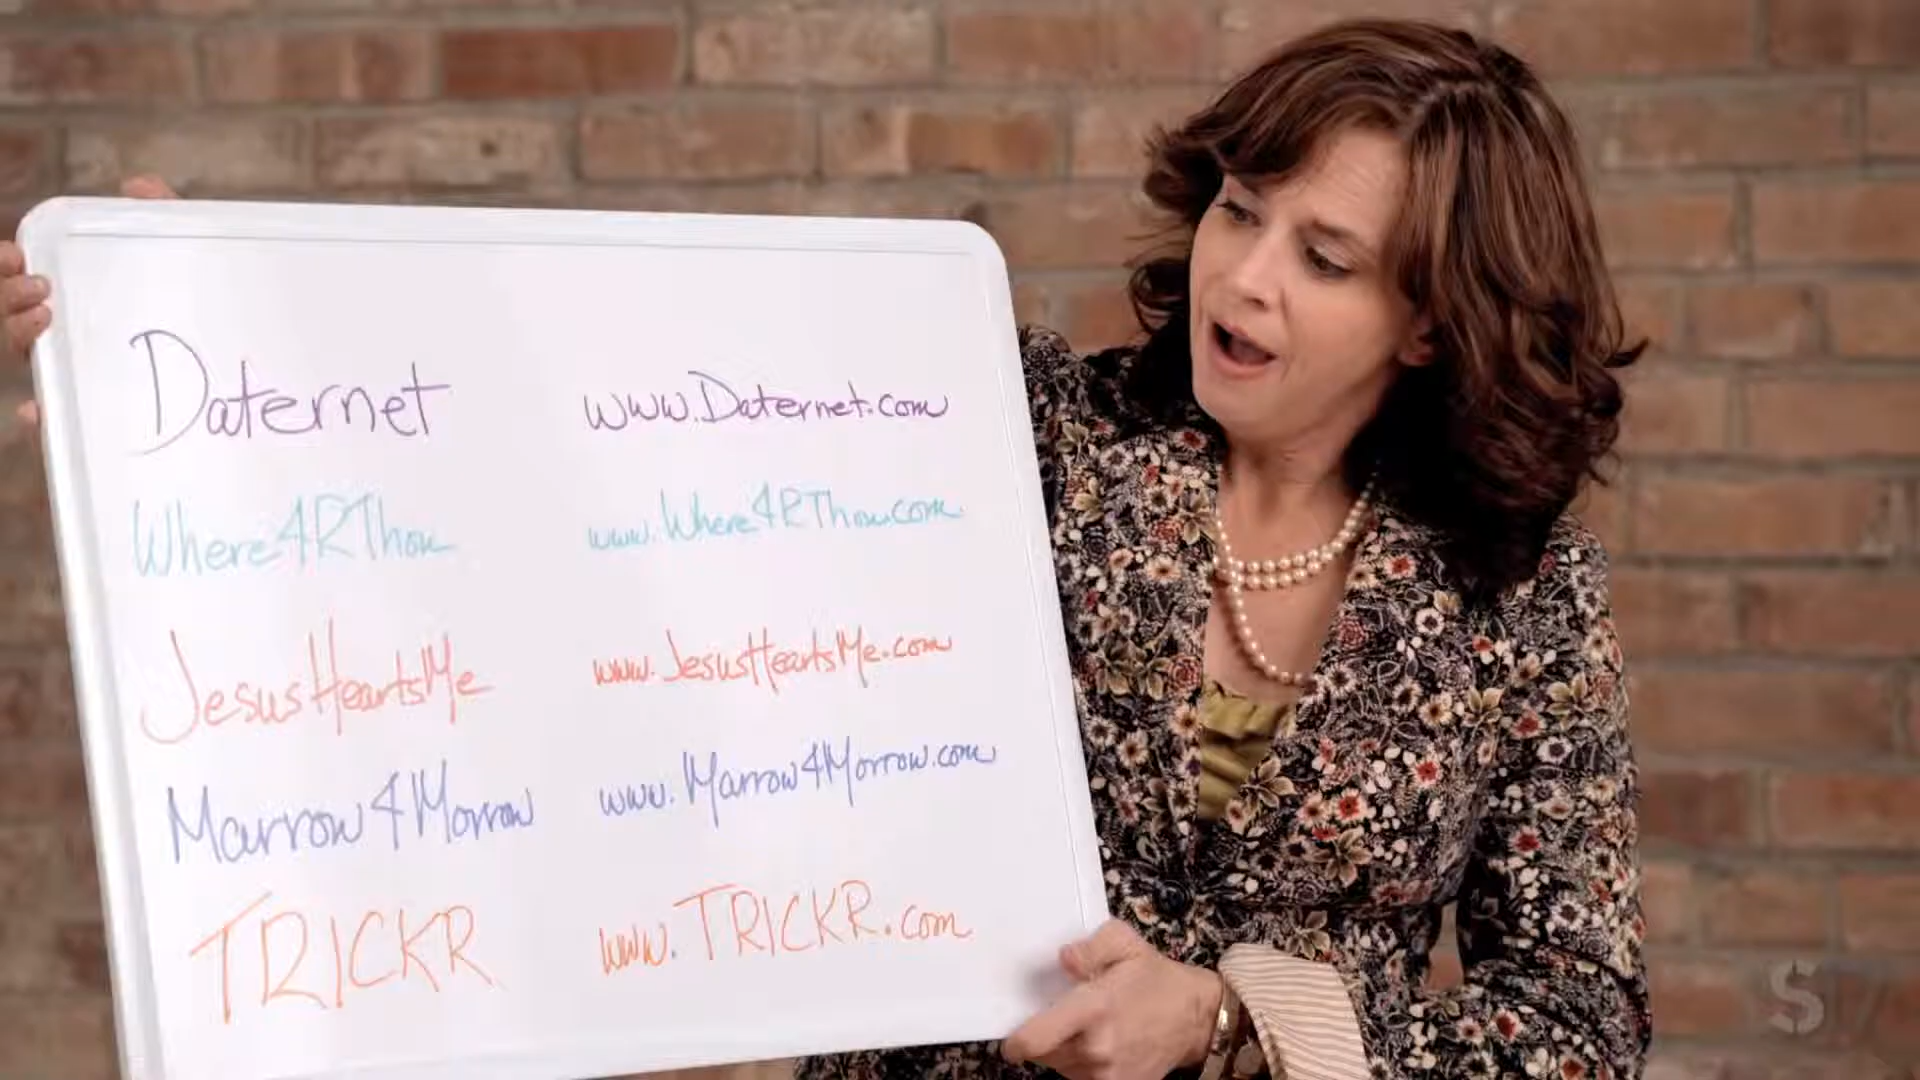 Daternet www.Daternet.com
Where4RThou www.Where4RThou.com
JesusHeartsMe www.JesusHeartsMe.com
Marrow4Morrow www.Marrow4Morrow.com
TRICKR www.TRICKR.com